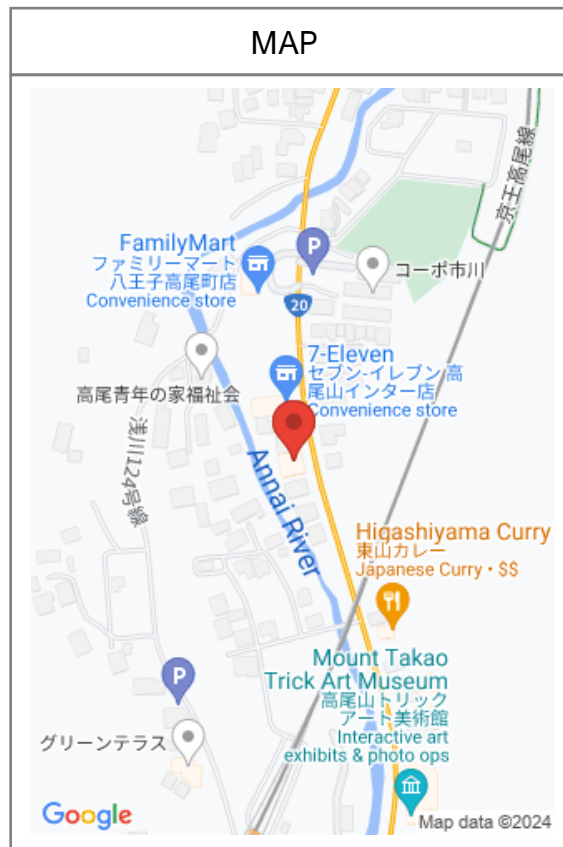 MAP
京王高尾線
FamilyMart
ファミリーマート
八王子高尾町店
Convenience store
P
コーポ市川
20
7-Eleven
セブン-イレブン 高
尾山インター店
Convenience store
高尾青年の家福祉会
浅川124号線
Annai River
Higashiyama Curry
東山カレー
Japanese Curry • $$
Mount Takao
Trick Art Museum
高尾山トリック
アート美術館
Interactive art
exhibits & photo ops
P
グリーンテラス
Google
Map data ©2024